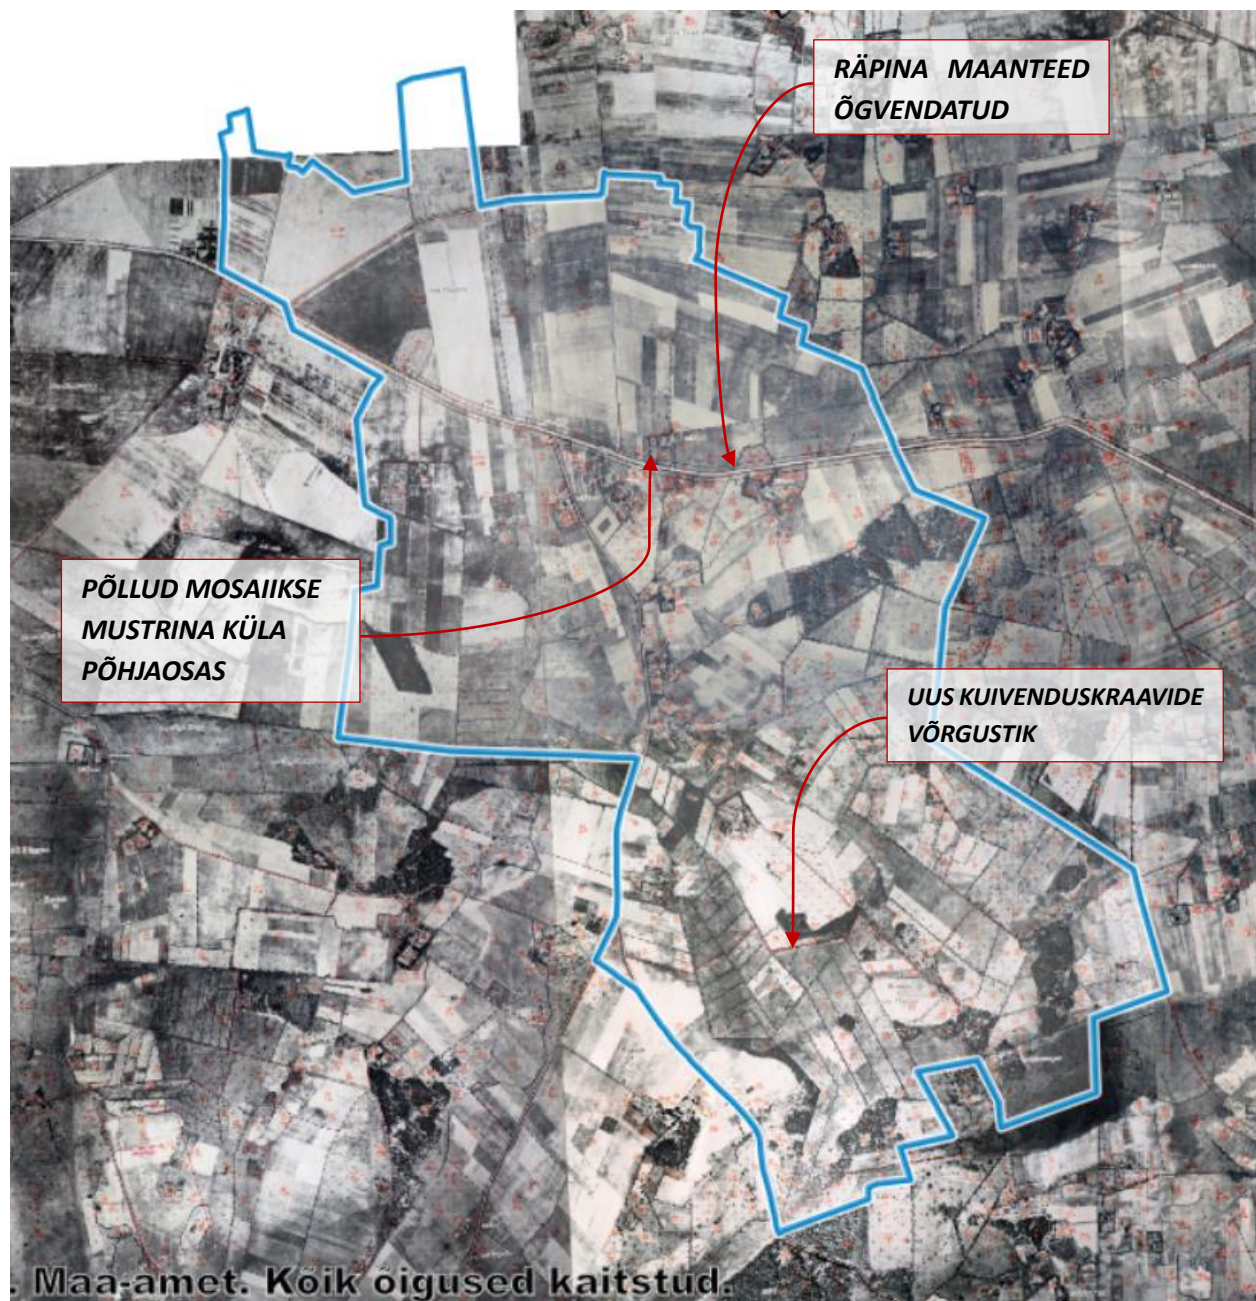 RÄPINA MAANTEED
ÕGVENDATUD
PÕLLUD MOSAIIKSE
MUSTRINA KÜLA
PÕHJAOSAS
UUS KUIVENDUSKRAAVIDE
VÕRGUSTIK
. Maa-amet. Kõik õigused kaitstud.